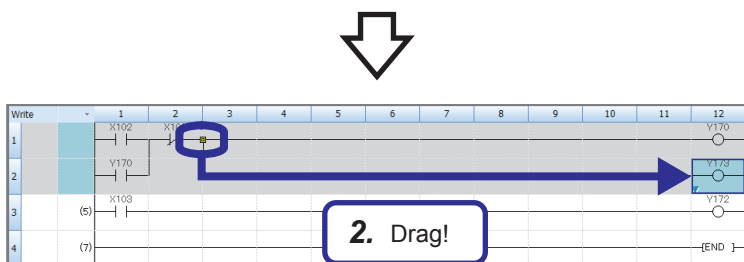 Write 1 2 3 4 5 6 7 8 9 10 11 12
X102 Y170
1
Y170 Y173
2
X103 Y172
3 (5)
2. Drag!
4 (7) [END ]